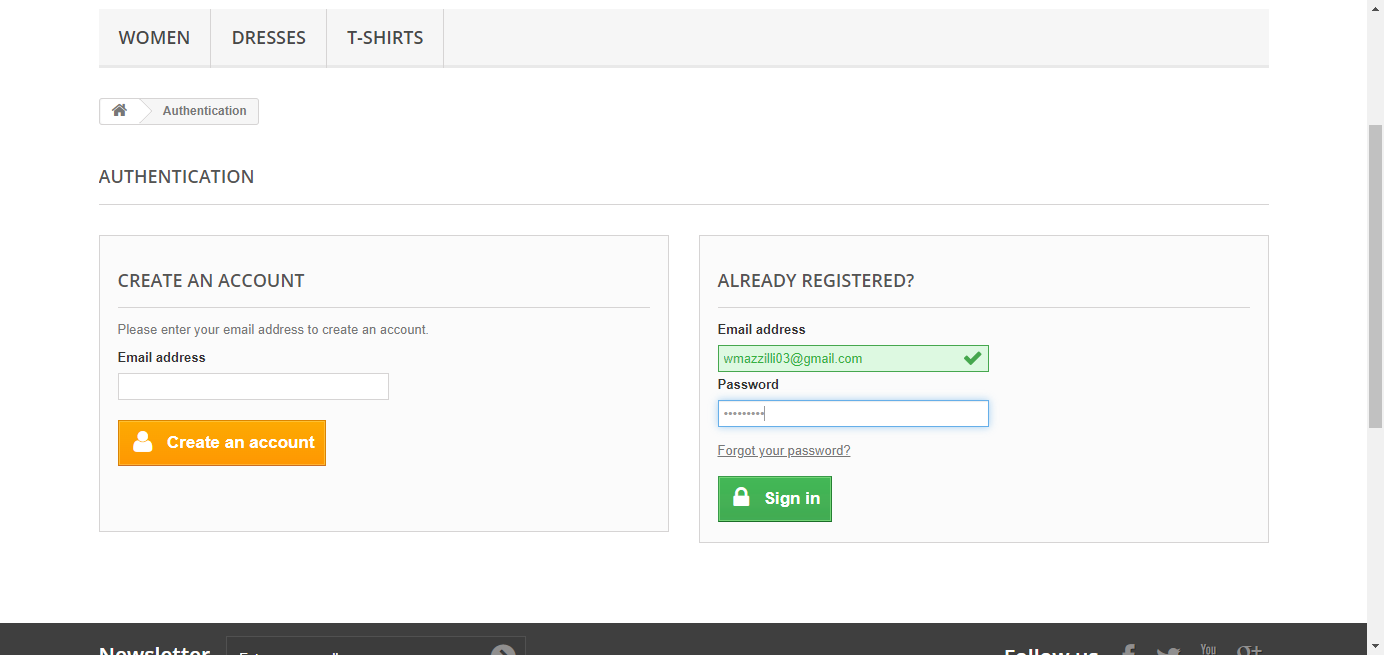 WOMEN DRESSES T-SHIRTS
Authentication
AUTHENTICATION
CREATE AN ACCOUNT
Please enter your email address to create an account.
Email address
Create an account
ALREADY REGISTERED?
Email address
wmazzilli03@gmail.com
Password
•••••••••
Forgot your password?
Sign in
Newsletter
Follow us
You
g+